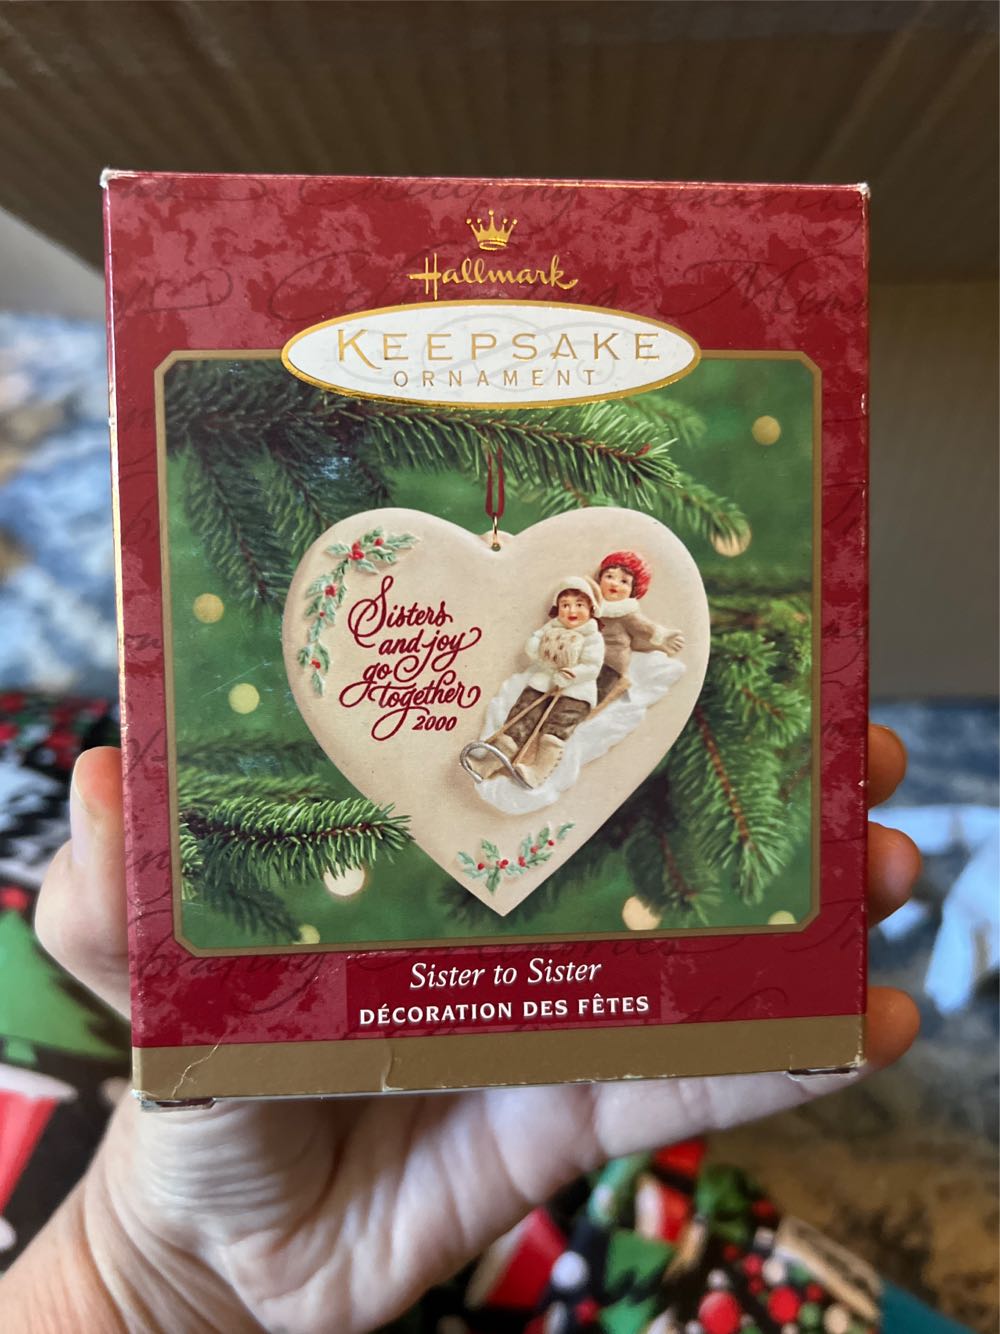 Hallmark
KEEPSAKE
ORNAMENT
Sisters
and joy
go
together
2000
Sister to Sister
DÉCORATION DES FÊTES